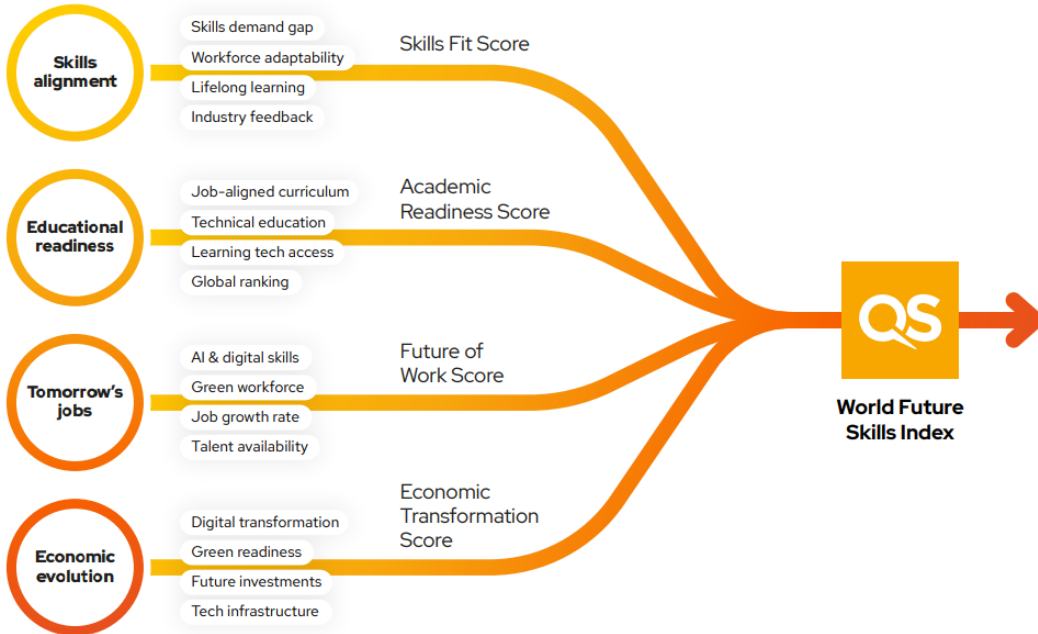 Skills
alignment
Skills demand gap
Workforce adaptability
Lifelong learning
Industry feedback
Skills Fit Score
Educational
readiness
Job-aligned curriculum
Technical education
Learning tech access
Global ranking
Academic
Readiness Score
Tomorrow's
jobs
AI & digital skills
Green workforce
Job growth rate
Talent availability
Future of
Work Score
Economic
evolution
Digital transformation
Green readiness
Future investments
Tech infrastructure
Economic
Transformation
Score
QS
World Future
Skills Index